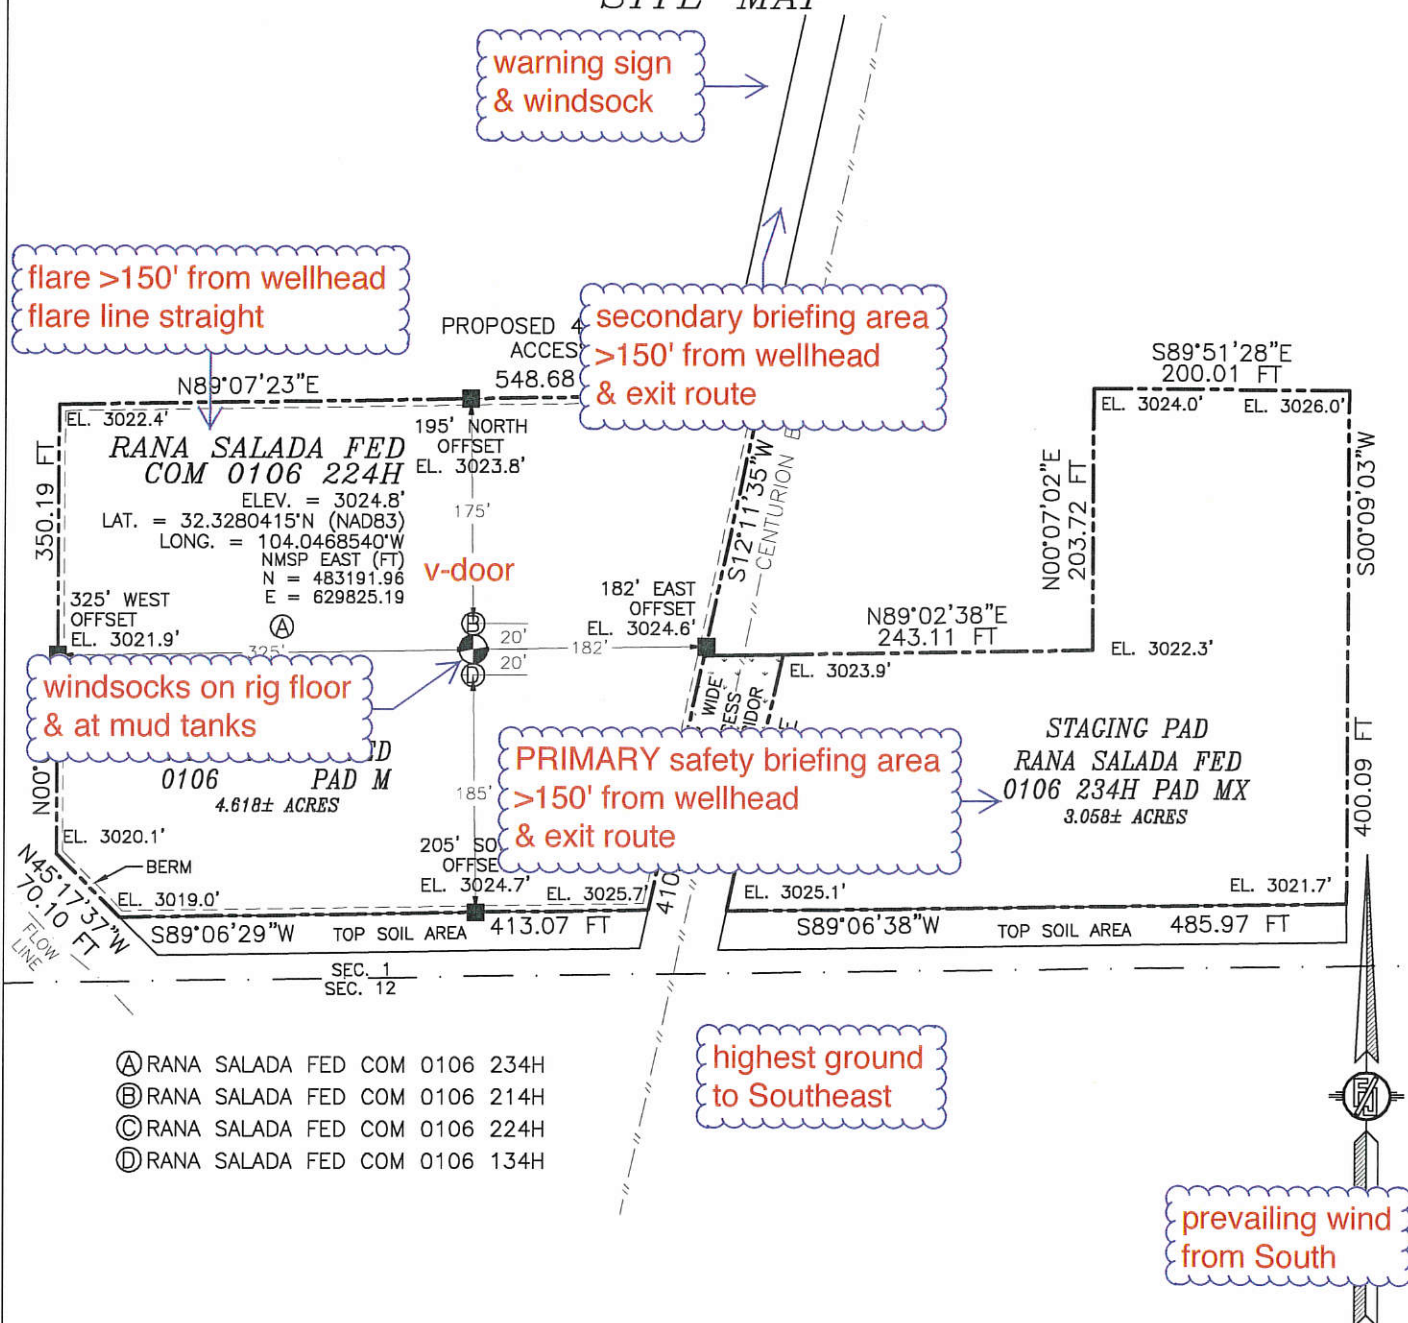 SITE MAP
warning sign
& windsock
flare >150' from wellhead
flare line straight
PROPOSED 4
ACCES
548.68
secondary briefing area
>150' from wellhead
& exit route
S89°51'28"E
200.01 FT
N89°07'23"E
EL. 3022.4'
EL. 3024.0'
EL. 3026.0'
195' NORTH
OFFSET
EL. 3023.8'
RANA SALADA FED
COM 0106 224H
ELEV. = 3024.8'
LAT. = 32.3280415°N (NAD83)
LONG. = 104.0468540°W
NMSP EAST (FT)
N = 483191.96
E = 629825.19
350.19 FT
175'
v-door
S12°11'35"W
CENTURION
N00°07'02"E
203.72 FT
S00°09'03"W
400.09 FT
325' WEST
OFFSET
EL. 3021.9'
A
B
D
20'
20'
325'
182'
182' EAST
OFFSET
EL. 3024.6'
N89°02'38"E
243.11 FT
EL. 3022.3'
EL. 3023.9'
windsocks on rig floor
& at mud tanks
WIDE
ESS
IDOR
ED
0106 PAD M
4.618± ACRES
N00°
185'
PRIMARY safety briefing area
>150' from wellhead
& exit route
STAGING PAD
RANA SALADA FED
0106 234H PAD MX
3.058± ACRES
EL. 3020.1'
BERM
EL. 3019.0'
205' SO
OFFSE
EL. 3024.7'
EL. 3025.7'
410
EL. 3025.1'
EL. 3021.7'
N45°17'37"W
70.10 FT
FLOW
LINE
S89°06'29"W TOP SOIL AREA 413.07 FT
S89°06'38"W TOP SOIL AREA 485.97 FT
SEC. 1
SEC. 12
highest ground
to Southeast
A RANA SALADA FED COM 0106 234H
B RANA SALADA FED COM 0106 214H
C RANA SALADA FED COM 0106 224H
D RANA SALADA FED COM 0106 134H
prevailing wind
from South